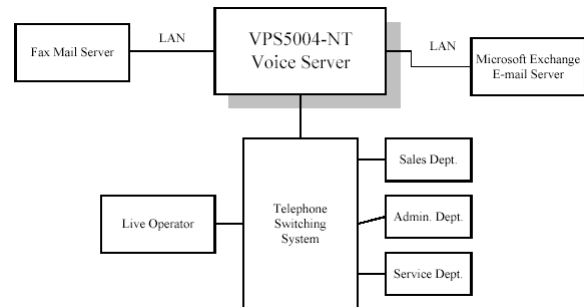 Fax Mail Server
LAN
VPS5004-NT
Voice Server
LAN
Microsoft Exchange
E-mail Server
Live Operator
Telephone
Switching
System
Sales Dept.
Admin. Dept.
Service Dept.